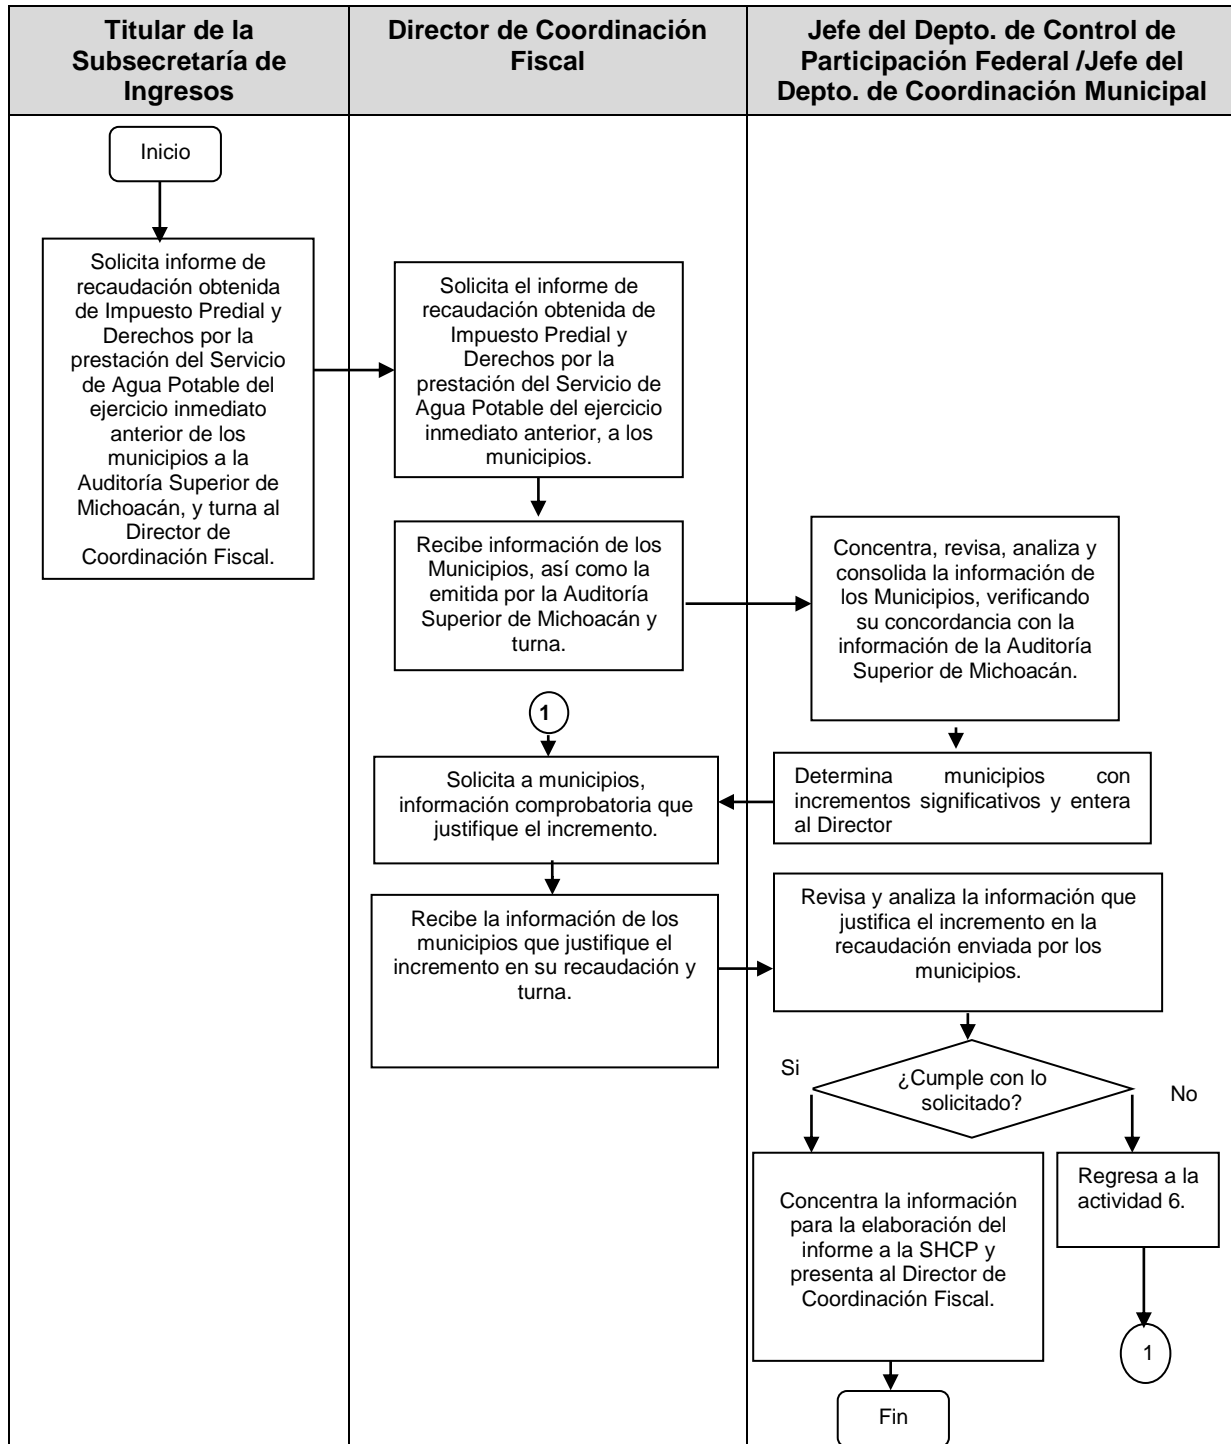 Titular de la
Subsecretaría de
Ingresos
Director de Coordinación
Fiscal
Jefe del Depto. de Control de
Participación Federal /Jefe del
Depto. de Coordinación Municipal
Inicio
Solicita informe de
recaudación obtenida
de Impuesto Predial y
Derechos por la
prestación del Servicio
de Agua Potable del
ejercicio inmediato
anterior de los
municipios a la
Auditoría Superior de
Michoacán, y turna al
Director de
Coordinación Fiscal.
Solicita el informe de
recaudación obtenida de
Impuesto Predial y
Derechos por la
prestación del Servicio de
Agua Potable del ejercicio
inmediato anterior, a los
municipios.
Recibe información de los
Municipios, así como la
emitida por la Auditoría
Superior de Michoacán y
turna.
Concentra, revisa, analiza y
consolida la información de
los Municipios, verificando
su concordancia con la
información de la Auditoría
Superior de Michoacán.
Determina municipios con
incrementos significativos y entera
al Director
1
Solicita a municipios,
información comprobatoria que
justifique el incremento.
Recibe la información de los
municipios que justifique el
incremento en su recaudación y
turna.
Revisa y analiza la información que
justifica el incremento en la
recaudación enviada por los
municipios.
¿Cumple con lo
solicitado?
Si
No
Concentra la información
para la elaboración del
informe a la SHCP y
presenta al Director de
Coordinación Fiscal.
Regresa a la
actividad 6.
1
Fin